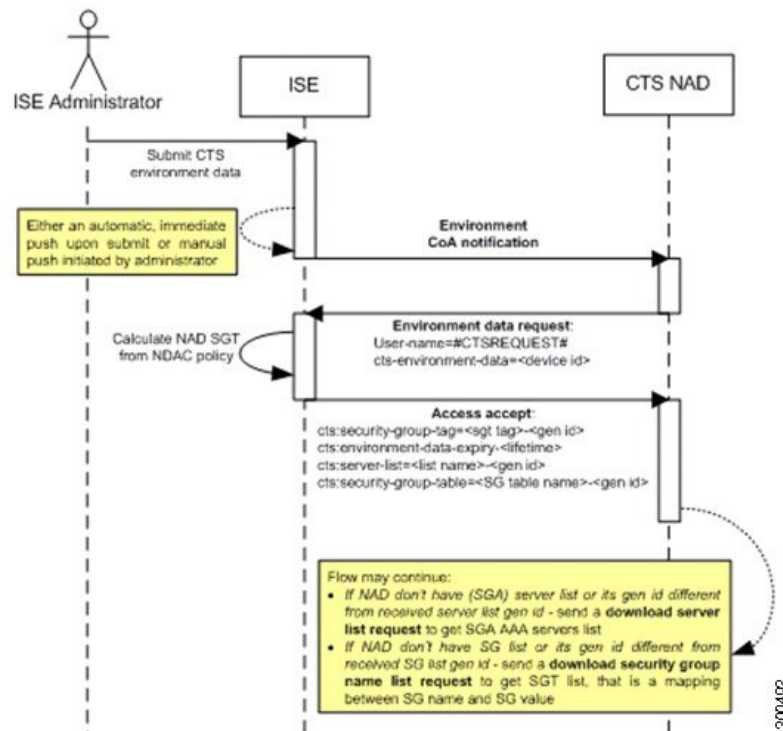 ISE Administrator
ISE
CTS NAD
Submit CTS
environment data
Either an automatic, immediate
push upon submit or manual
push initiated by administrator
Environment
CoA notification
Environment data request:
User-name=#CTSREQUEST#
cts-environment-data=<device id>
Calculate NAD SGT
from NDAC policy
Access accept:
cts:security-group-tag=<sgt tag>-<gen id>
cts:environment-data-expiry-<lifetime>
cts:server-list=<list name>-<gen id>
cts:security-group-table=<SG table name>-<gen id>
Flow may continue:
• If NAD don't have (SGA) server list or its gen id different
from received server list gen id - send a download server
list request to get SGA AAA servers list
• If NAD don't have SG list or its gen id different from
received SG list gen id - send a download security group
name list request to get SGT list, that is a mapping
between SG name and SG value
300493